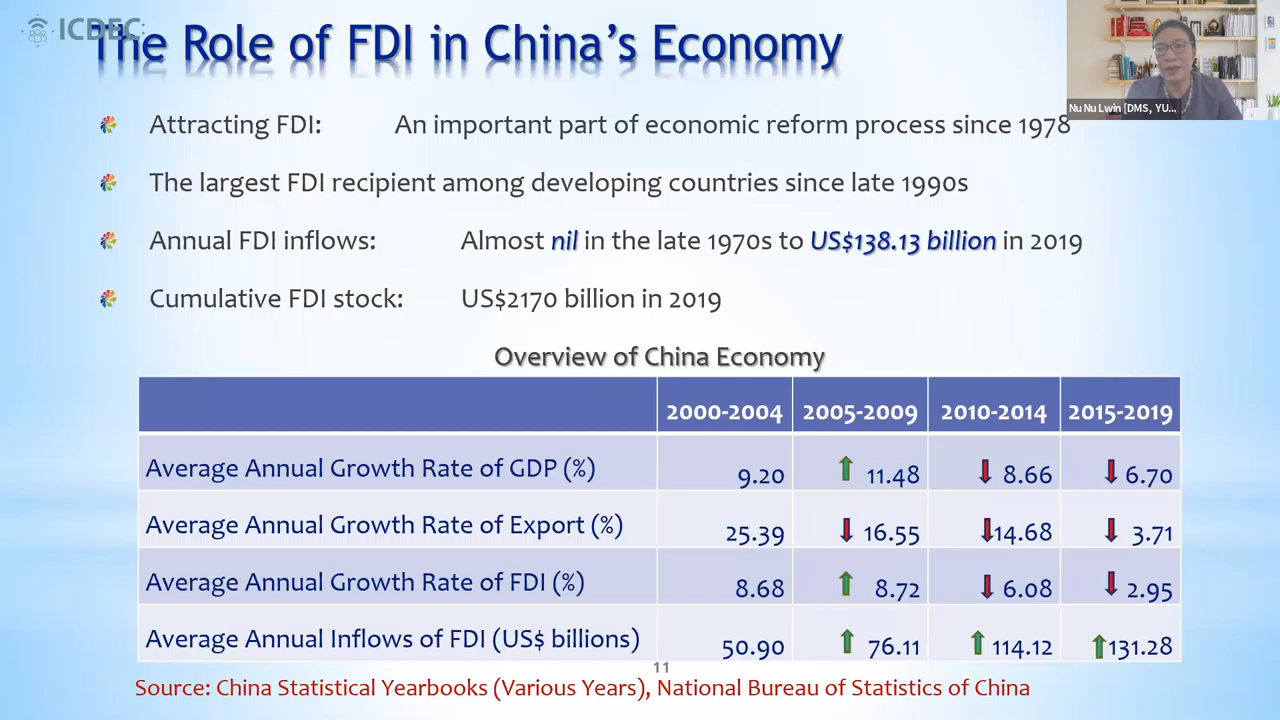 ICDEC
The Role of FDI in China's Economy
Nu Nu Lwin [DMS, YU...
Attracting FDI: An important part of economic reform process since 1978
The largest FDI recipient among developing countries since late 1990s
Annual FDI inflows: Almost nil in the late 1970s to US$138.13 billion in 2019
Cumulative FDI stock: US$2170 billion in 2019
Overview of China Economy
2000-2004 2005-2009 2010-2014 2015-2019
Average Annual Growth Rate of GDP (%) 9.20 11.48 8.66 6.70
Average Annual Growth Rate of Export (%) 25.39 16.55 14.68 3.71
Average Annual Growth Rate of FDI (%) 8.68 8.72 6.08 2.95
Average Annual Inflows of FDI (US$ billions) 50.90 76.11 114.12 131.28
11
Source: China Statistical Yearbooks (Various Years), National Bureau of Statistics of China